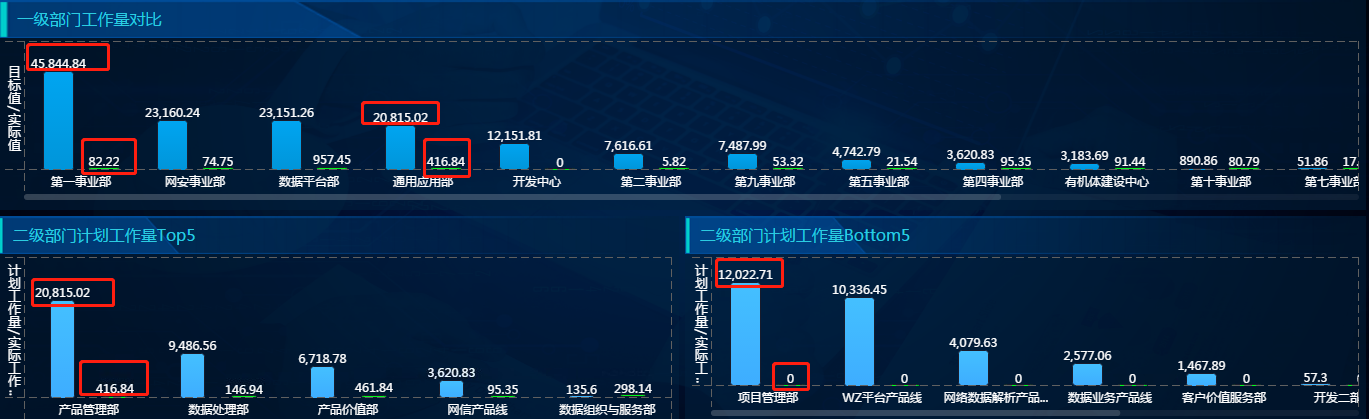 一级部门工作量对比
目标值/实际值
45,844.84
82.22
23,160.24
74.75
23,151.26
957.45
20,815.02
416.84
12,151.81
0
7,616.61
5.82
7,487.99
53.32
4,742.79
21.54
3,620.83
95.35
3,183.69
91.44
890.86
80.79
51.86
17.
第一事业部
网安事业部
数据平台部
通用应用部
开发中心
第二事业部
第九事业部
第五事业部
第四事业部
有机体建设中心
第十事业部
第七事业部
二级部门计划工作量Top5
计划工作量/实际工作...
20,815.02
416.84
9,486.56
146.94
6,718.78
461.84
3,620.83
95.35
135.6
298.14
产品管理部
数据处理部
产品价值部
网信产品线
数据组织与服务部
二级部门计划工作量Bottom5
计划工作量/实际工...
12,022.71
0
10,336.45
0
4,079.63
0
2,577.06
0
1,467.89
0
57.3
0
项目管理部
WZ平台产品线
网络数据解析产品...
数据业务产品线
客户价值服务部
开发二部